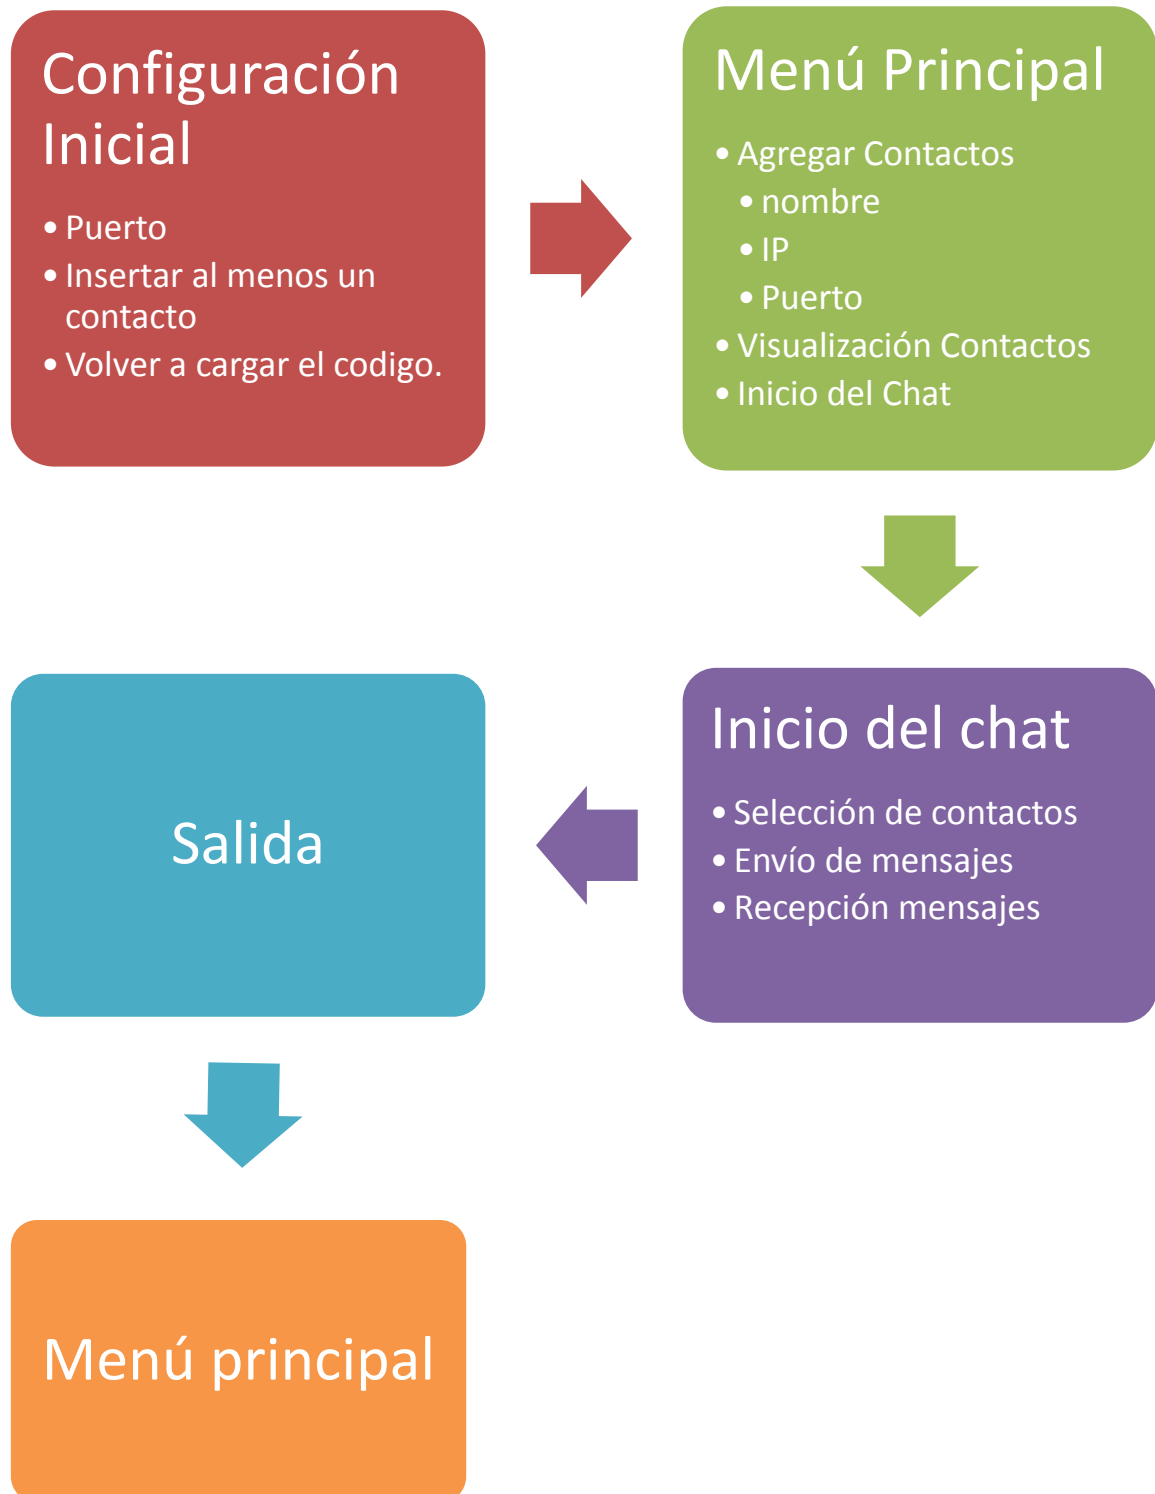 Configuración
Inicial
• Puerto
• Insertar al menos un
contacto
• Volver a cargar el codigo.
Menú Principal
• Agregar Contactos
• nombre
• IP
• Puerto
• Visualización Contactos
• Inicio del Chat
Inicio del chat
• Selección de contactos
• Envío de mensajes
• Recepción mensajes
Salida
Menú principal